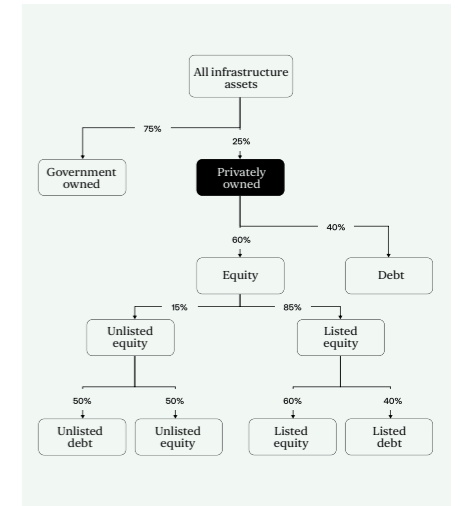 All infrastructure
assets
75%
25%
Government
owned
Privately
owned
40%
60%
Equity
Debt
15%
85%
Unlisted
equity
Listed
equity
50%
50%
60%
40%
Unlisted
debt
Unlisted
equity
Listed
equity
Listed
debt